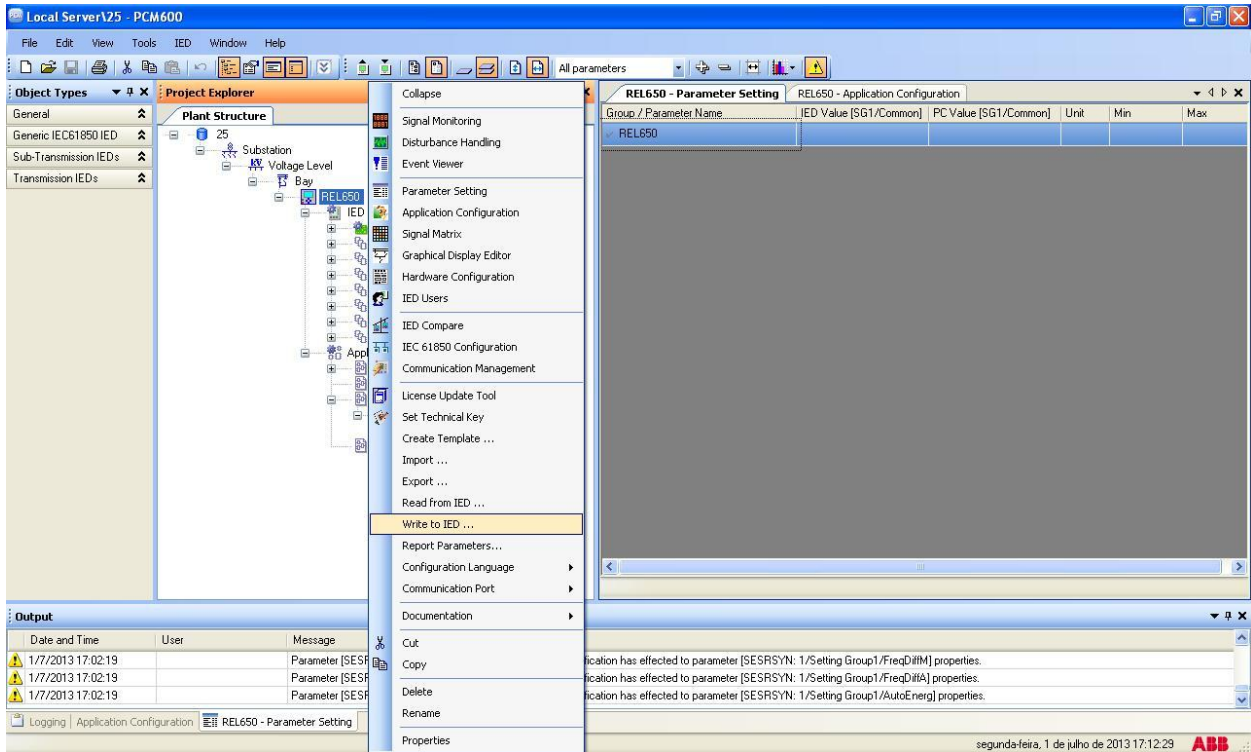 Local Server\25 - PCM600
File Edit View Tools IED Window Help
All parameters
Object Types
General
Generic IEC61850 IED
Sub-Transmission IEDs
Transmission IEDs
Project Explorer
Plant Structure
25
Substation
Voltage Level
Bay
REL650
IED
Appl
Collapse
Signal Monitoring
Disturbance Handling
Event Viewer
Parameter Setting
Application Configuration
Signal Matrix
Graphical Display Editor
Hardware Configuration
IED Users
IED Compare
IEC 61850 Configuration
Communication Management
License Update Tool
Set Technical Key
Create Template ...
Import ...
Export ...
Read from IED ...
Write to IED ...
Report Parameters...
Configuration Language
Communication Port
Documentation
Cut
Copy
Delete
Rename
Properties
REL650 - Parameter Setting REL650 - Application Configuration
Group / Parameter Name IED Value [SG1/Common] PC Value [SG1/Common] Unit Min Max
REL650
Output
Date and Time User Message
1/7/2013 17:02:19 Parameter [SESR fication has effected to parameter [SESRSYN: 1/Setting Group1/FreqDiffM] properties.
1/7/2013 17:02:19 Parameter [SESR fication has effected to parameter [SESRSYN: 1/Setting Group1/FreqDiffA] properties.
1/7/2013 17:02:19 Parameter [SESR fication has effected to parameter [SESRSYN: 1/Setting Group1/AutoEnerg] properties.
Logging Application Configuration REL650 - Parameter Setting
segunda-feira, 1 de julho de 2013 17:12:29 ABB